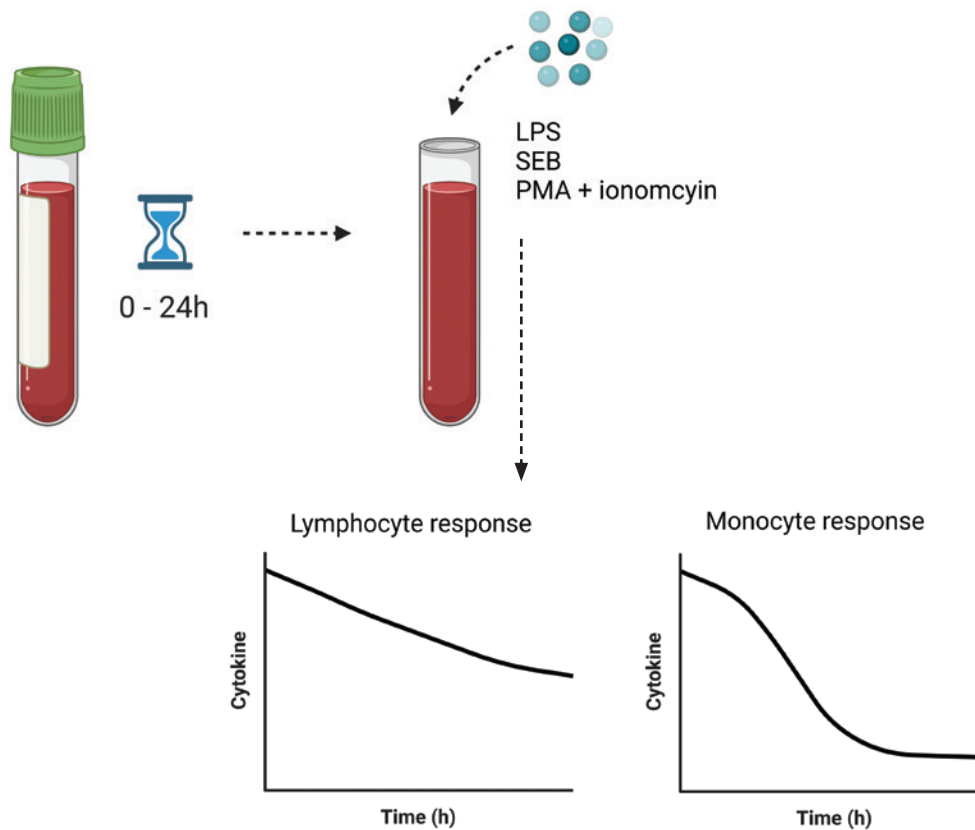 LPS
SEB
PMA + ionomcyin
0 - 24h
Lymphocyte response
Monocyte response
Cytokine
Time (h)
Cytokine
Time (h)